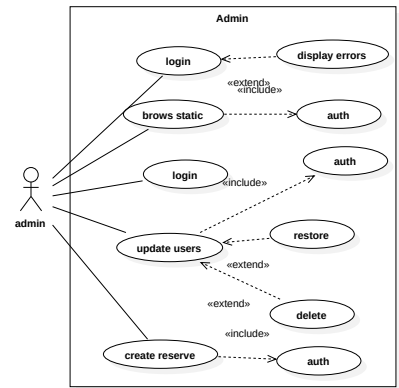 Admin
login
display errors
«extend»
«include»
brows static
auth
auth
login
«include»
admin
update users
restore
«extend»
«extend»
delete
«include»
create reserve
auth